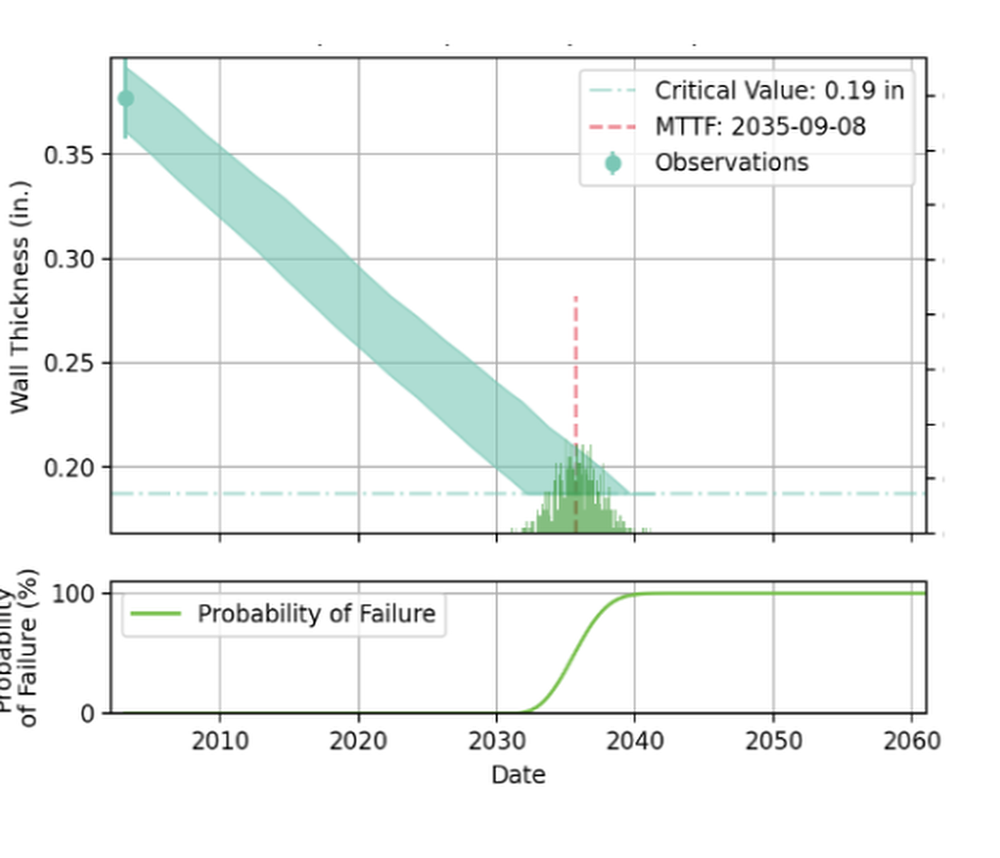 Critical Value: 0.19 in
MTTF: 2035-09-08
Observations
0.35
0.30
0.25
0.20
Wall Thickness (in.)
100
0
Probability
of Failure (%)
Probability of Failure
2010 2020 2030 2040 2050 2060
Date